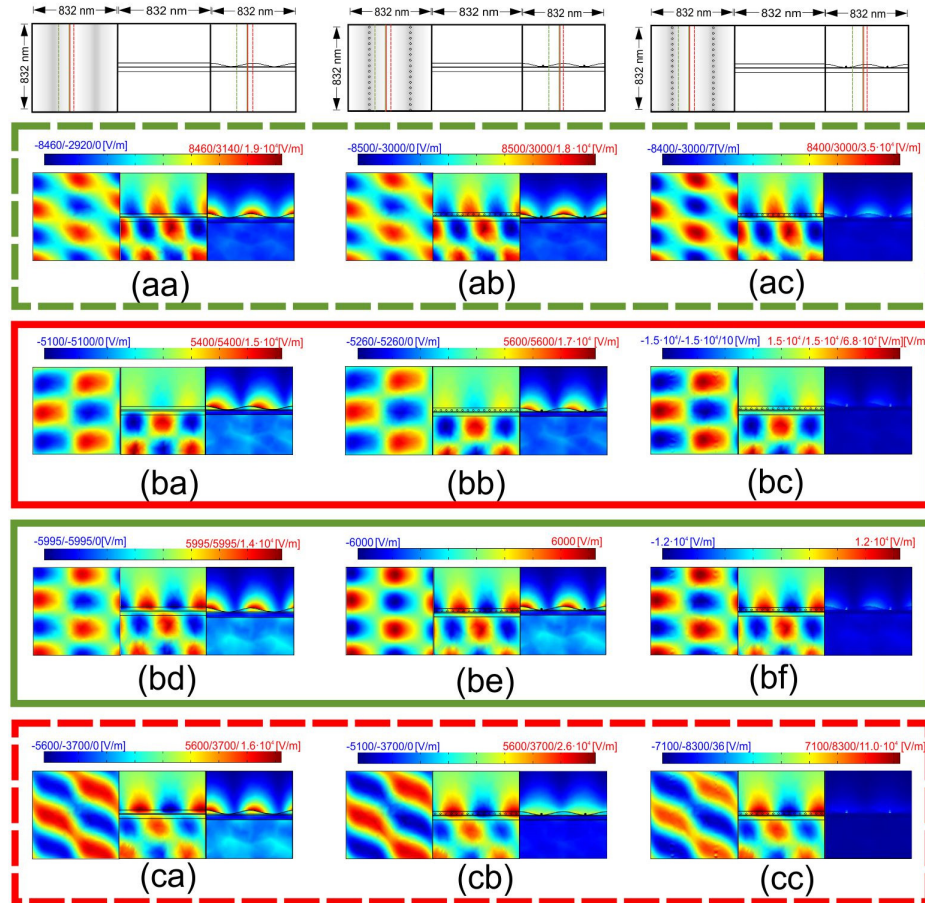 832 nm 832 nm 832 nm 832 nm 832 nm 832 nm 832 nm 832 nm 832 nm
832 nm 832 nm 832 nm
-8460/-2920/0 [V/m] 8460/3140/1.9·10⁴[V/m] -8500/-3000/0 [V/m] 8500/3000/1.8·10⁴ [V/m] -8400/-3000/7[V/m] 8400/3000/3.5·10⁴ [V/m]
(aa) (ab) (ac)
-5100/-5100/0[V/m] 5400/5400/1.5·10⁴[V/m] -5260/-5260/0 [V/m] 5600/5600/1.7·10⁴ [V/m] -1.5·10⁴/-1.5·10⁴/10 [V/m] 1.5·10⁴/1.5·10⁴/6.8·10⁴ [V/m][V/m]
(ba) (bb) (bc)
-5995/-5995/0[V/m] 5995/5995/1.4·10⁴[V/m] -6000[V/m] 6000[V/m] -1.2·10⁴ [V/m] 1.2·10⁴ [V/m]
(bd) (be) (bf)
-5600/-3700/0 [V/m] 5600/3700/1.6·10⁴ [V/m] -5100/-3700/0 [V/m] 5600/3700/2.6·10⁴ [V/m] -7100/-8300/36 [V/m] 7100/8300/11.0·10⁴ [V/m]
(ca) (cb) (cc)